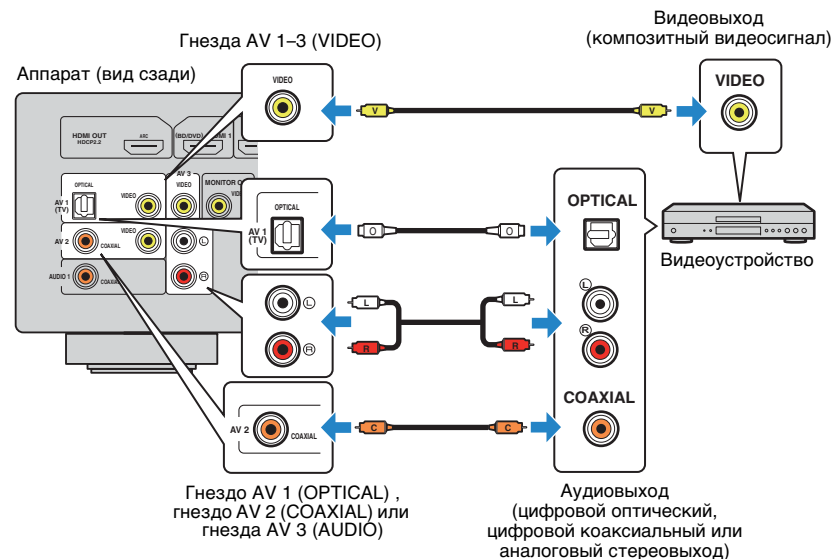 Видеовыход
(композитный видеосигнал)
Гнезда AV 1–3 (VIDEO)
Аппарат (вид сзади)
VIDEO
V
V
VIDEO
HDMI OUT
HDCP2.2
ARC
(BD/DVD)
MI 1
AV 3
OPTICAL
VIDEO
VIDEO
MONITOR O
AV 1
(TV)
AV 2
COAXIAL
VIDEO
L
AUDIO 1
COAXIAL
R
OPTICAL
AV 1
(TV)
O
O
OPTICAL
Видеоустройство
L
L
L
L
R
R
R
R
COAXIAL
AV 2
COAXIAL
C
C
Гнездо AV 1 (OPTICAL) ,
гнездо AV 2 (COAXIAL) или
гнезда AV 3 (AUDIO)
Аудиовыход
(цифровой оптический,
цифровой коаксиальный или
аналоговый стереовыход)